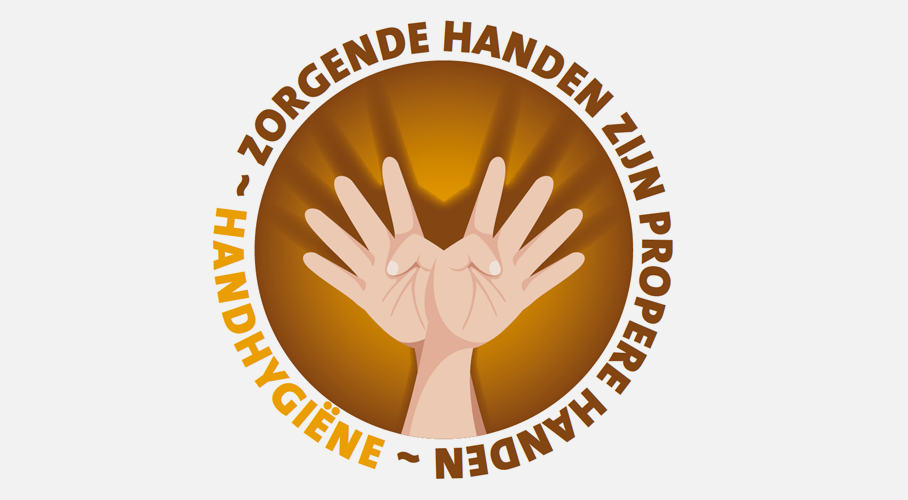 ~ ZORGENDE HANDEN ZIJN PROPERE HANDEN ~ HANDHYGIËNE